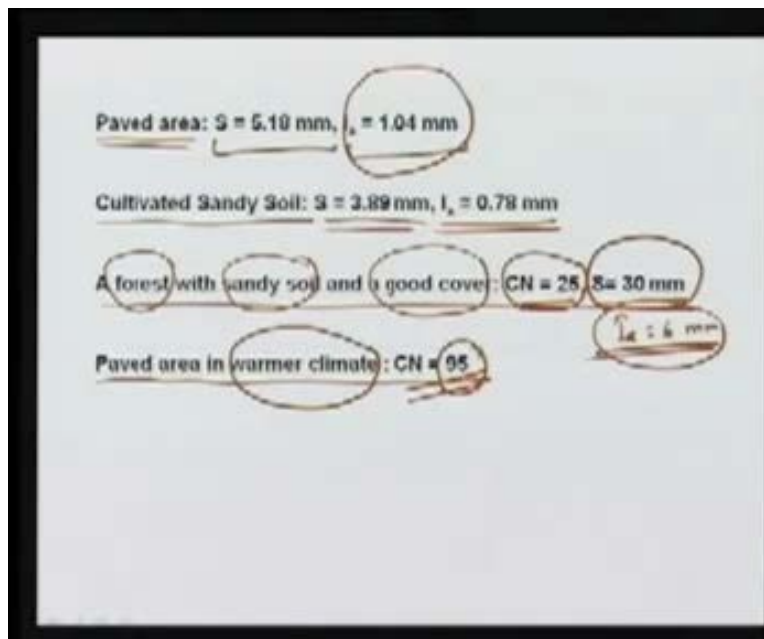 Paved area: S = 5.18 mm, Ia = 1.04 mm
Cultivated Sandy Soil: S = 3.89 mm, Ia = 0.78 mm
A forest with sandy soil and a good cover: CN = 25 S= 30 mm
Ia = 6 mm
Paved area in warmer climate : CN = 95